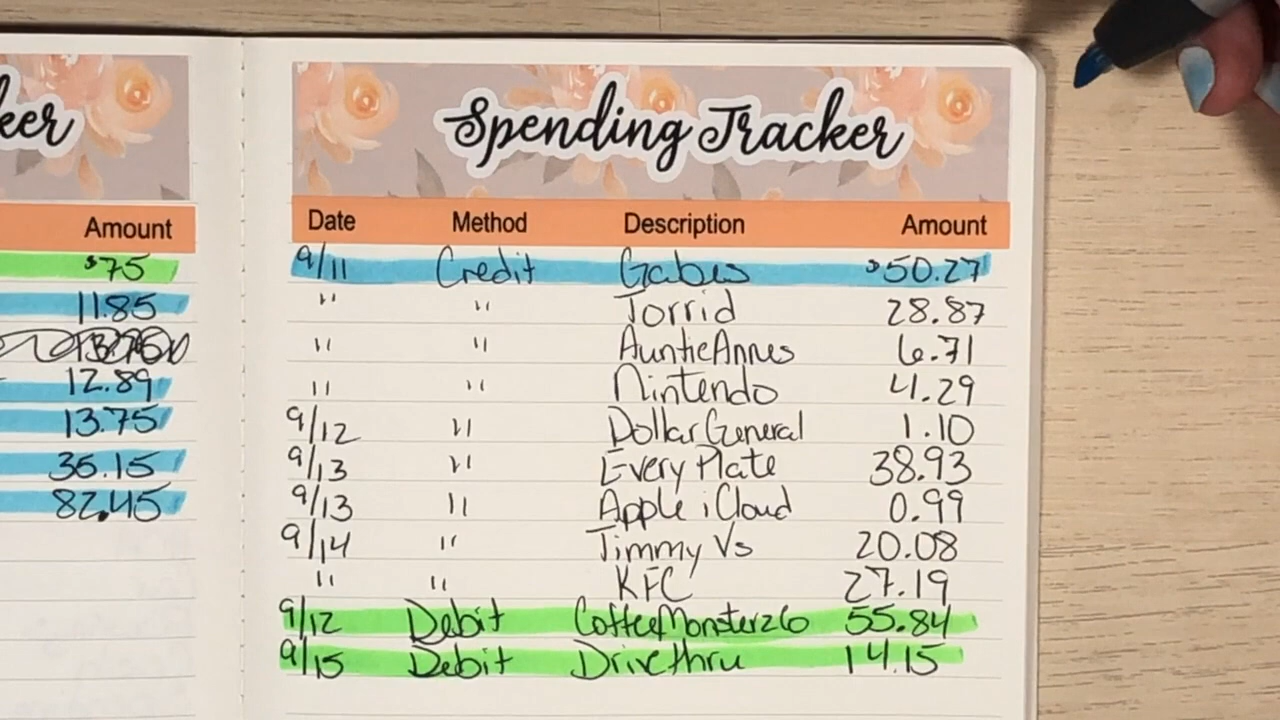 ker
Amount
$75
11.85
12.89
13.75
36.15
82.45
Spending Tracker
Date Method Description Amount
9/11 Credit Gabes $50.27
" " Torrid 28.87
" " AuntieAnnes 6.71
" " Nintendo 4.29
9/12 " Dollar General 1.10
9/13 " Every Plate 38.93
9/13 " Apple iCloud 0.99
9/14 " Jimmy Vs 20.08
" " KFC 27.19
9/12 Debit CoffeeMonsterz6 55.84
9/15 Debit Drivethru 14.15